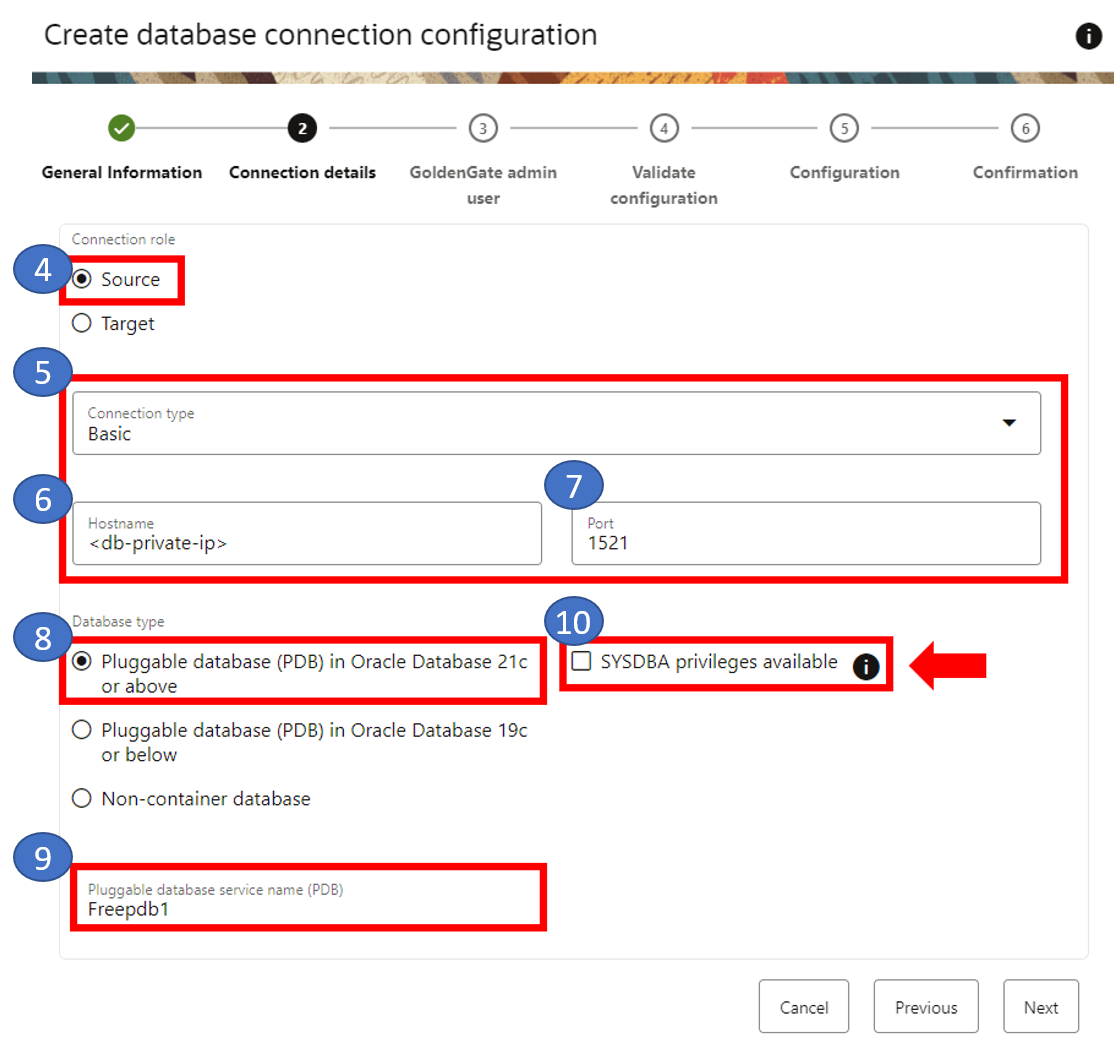 Create database connection configuration
i
2
3
4
5
6
General Information
Connection details
GoldenGate admin
user
Validate
configuration
Configuration
Confirmation
Connection role
4
Source
Target
5
Connection type
Basic
6
Hostname
<db-private-ip>
7
Port
1521
Database type
8
Pluggable database (PDB) in Oracle Database 21c
or above
10
SYSDBA privileges available
i
Pluggable database (PDB) in Oracle Database 19c
or below
Non-container database
9
Pluggable database service name (PDB)
Freepdb1
Cancel
Previous
Next